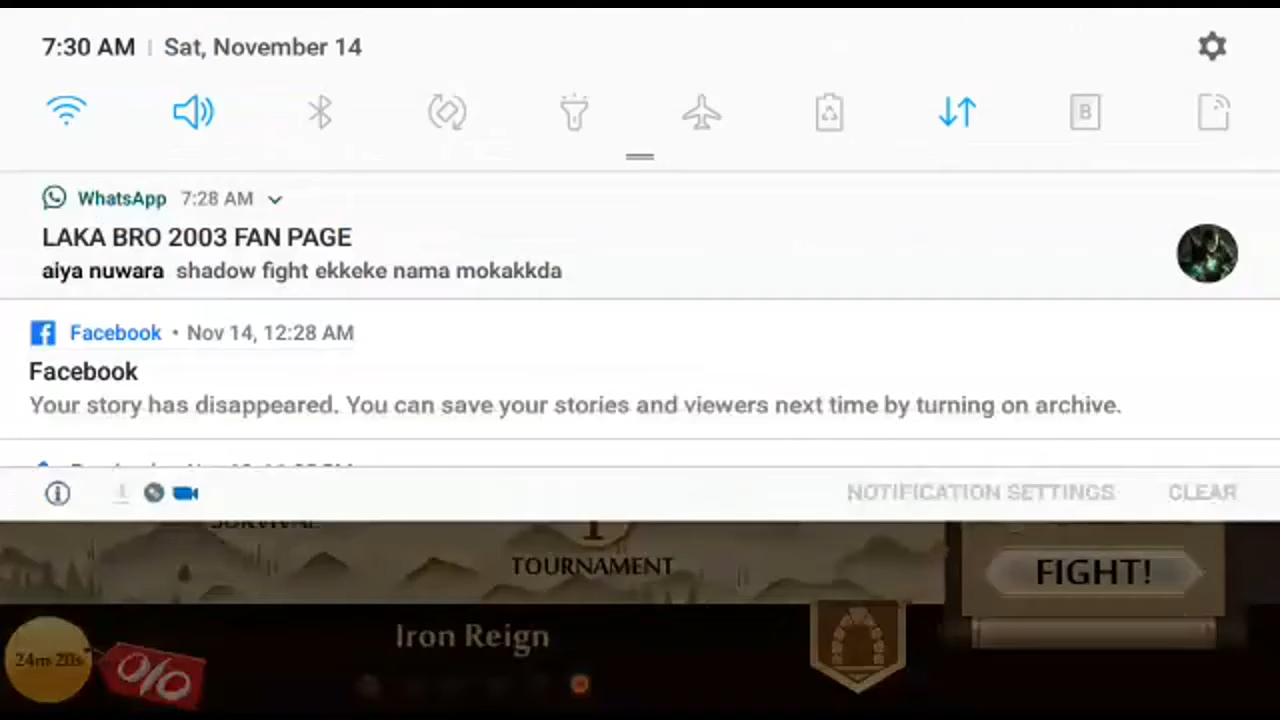 7:30 AM | Sat, November 14
B
WhatsApp 7:28 AM
LAKA BRO 2003 FAN PAGE
aiya nuwara shadow fight ekkeke nama mokakkda
Facebook • Nov 14, 12:28 AM
Facebook
Your story has disappeared. You can save your stories and viewers next time by turning on archive.
NOTIFICATION SETTINGS CLEAR
SURVIVAL
1
TOURNAMENT
FIGHT!
Iron Reign
24m 20s
%